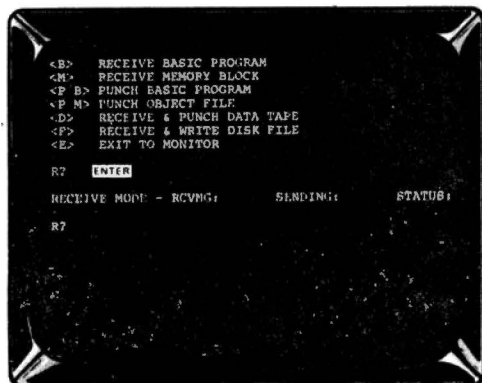 <B> RECEIVE BASIC PROGRAM
<M> RECEIVE MEMORY BLOCK
<P B> PUNCH BASIC PROGRAM
<P M> PUNCH OBJECT FILE
<D> RECEIVE & PUNCH DATA TAPE
<F> RECEIVE & WRITE DISK FILE
<E> EXIT TO MONITOR
R? ENTER
RECEIVE MODE - RCVNG: SENDING: STATUS:
R?